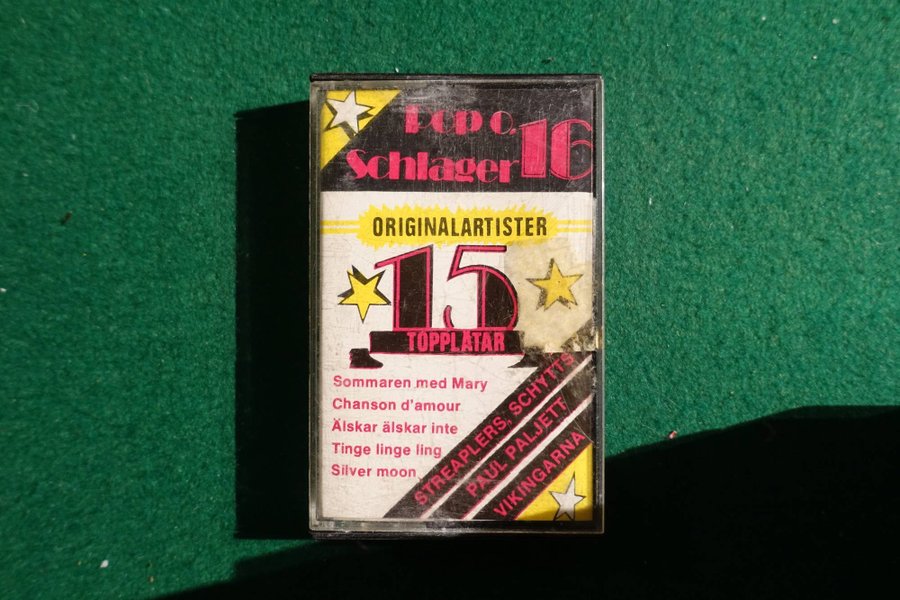 Pop o.
Schlager 16
ORIGINALARTISTER
15
TOPPLÅTAR
Sommaren med Mary
Chanson d'amour
Älskar älskar inte
Tinge linge ling
Silver moon
STREAPLERS, SCHYTTS
PAUL PALJETT
VIKINGARNA